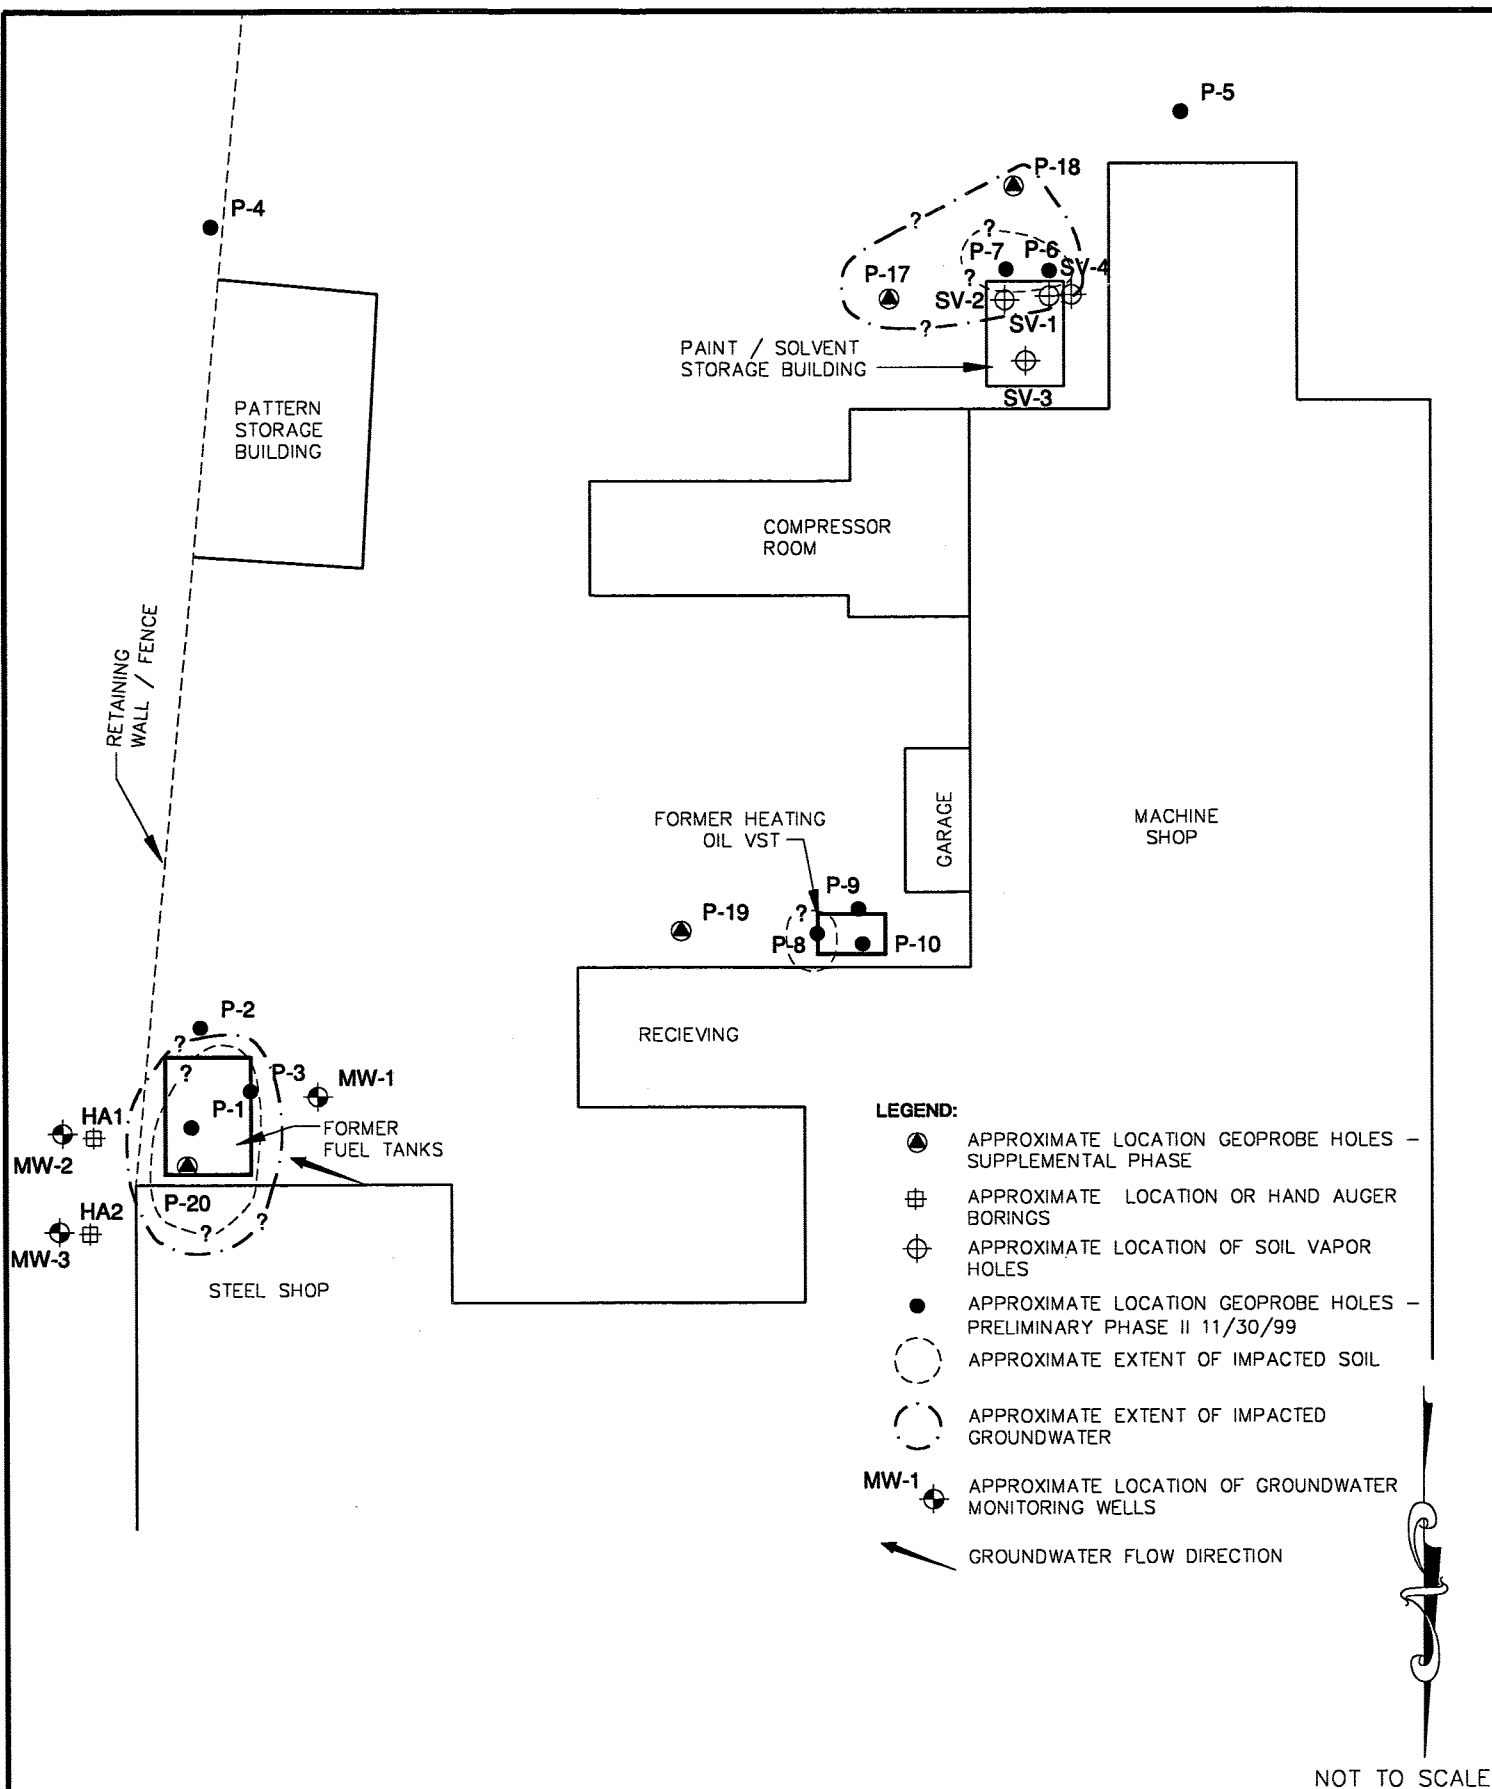 P-5
P-18
P-4
?
?
P-7
P-6
SV-4
P-17
?
SV-2
SV-1
?
PAINT / SOLVENT
STORAGE BUILDING
SV-3
PATTERN
STORAGE
BUILDING
COMPRESSOR
ROOM
RETAINING
WALL / FENCE
FORMER HEATING
OIL VST
GARAGE
MACHINE
SHOP
P-9
?
P-19
P-8
P-10
P-2
RECIEVING
?
?
P-3
MW-1
P-1
HA1
FORMER
FUEL TANKS
MW-2
P-20
HA2
?
?
MW-3
STEEL SHOP
LEGEND:
APPROXIMATE LOCATION GEOPROBE HOLES –
SUPPLEMENTAL PHASE
APPROXIMATE LOCATION OR HAND AUGER
BORINGS
APPROXIMATE LOCATION OF SOIL VAPOR
HOLES
APPROXIMATE LOCATION GEOPROBE HOLES –
PRELIMINARY PHASE II 11/30/99
APPROXIMATE EXTENT OF IMPACTED SOIL
APPROXIMATE EXTENT OF IMPACTED
GROUNDWATER
MW-1
APPROXIMATE LOCATION OF GROUNDWATER
MONITORING WELLS
GROUNDWATER FLOW DIRECTION
NOT TO SCALE